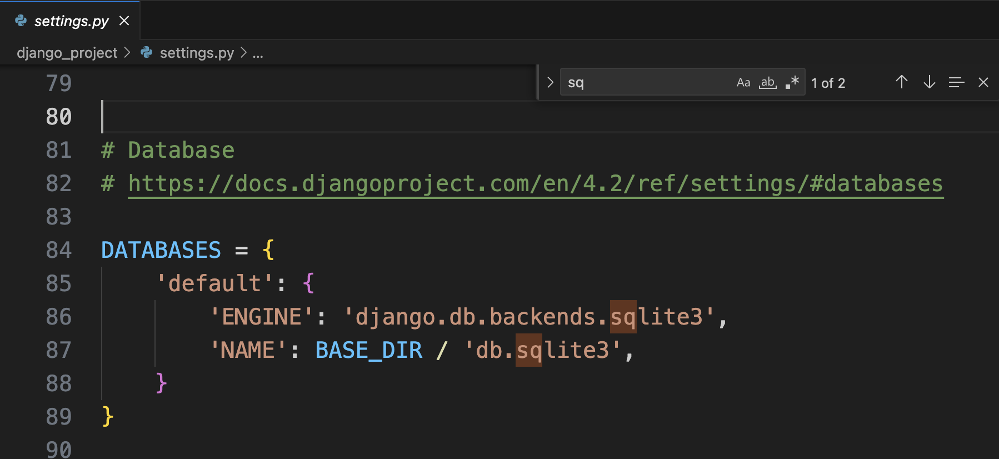 settings.py
django_project > settings.py > ...
sq Aa ab .* 1 of 2
79
80
81 # Database
82 # https://docs.djangoproject.com/en/4.2/ref/settings/#databases
83
84 DATABASES = {
85     'default': {
86         'ENGINE': 'django.db.backends.sqlite3',
87         'NAME': BASE_DIR / 'db.sqlite3',
88     }
89 }
90